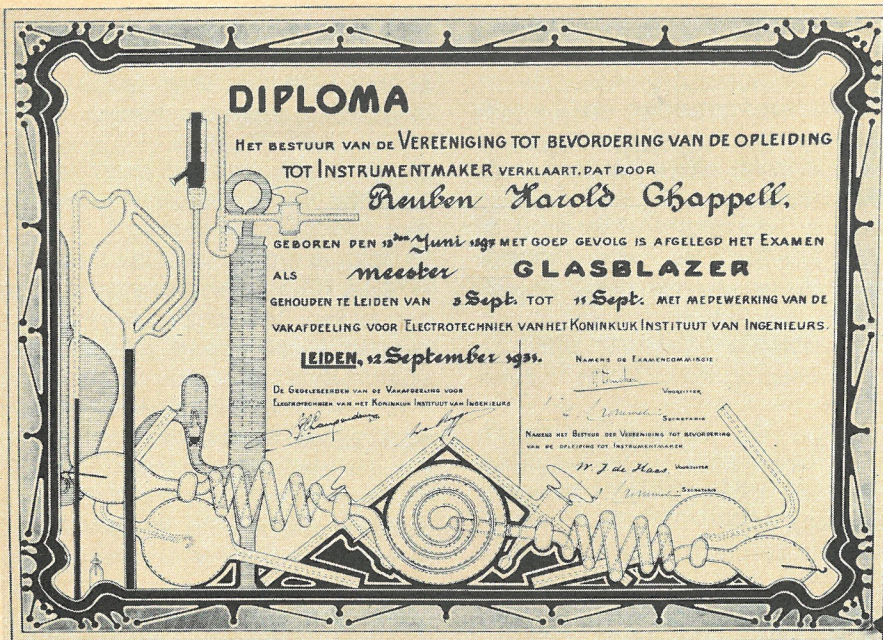 DIPLOMA
HET BESTUUR VAN DE VEREENIGING TOT BEVORDERING VAN DE OPLEIDING
TOT INSTRUMENTMAKER VERKLAART, DAT DOOR
Reuben Harold Chappell,
GEBOREN DEN 13den Juni 1897 MET GOED GEVOLG IS AFGELEGD HET EXAMEN
ALS meester GLASBLAZER
GEHOUDEN TE LEIDEN VAN 3 Sept. TOT 11 Sept. MET MEDEWERKING VAN DE
VAKAFDEELING VOOR ELECTROTECHNIEK VAN HET KONINKLIJK INSTITUUT VAN INGENIEURS.
LEIDEN, 12 September 1931.
DE GEDELEGEERDEN VAN DE VAKAFDEELING VOOR
ELECTROTECHNIEK VAN HET KONINKLIJK INSTITUUT VAN INGENIEURS
NAMENS DE EXAMENCOMMISSIE
VOORZITTER
SECRETARIS
NAMENS HET BESTUUR DER VEREENIGING TOT BEVORDERING
VAN DE OPLEIDING TOT INSTRUMENTMAKER
W. J. de Haas. VOORZITTER
SECRETARIS